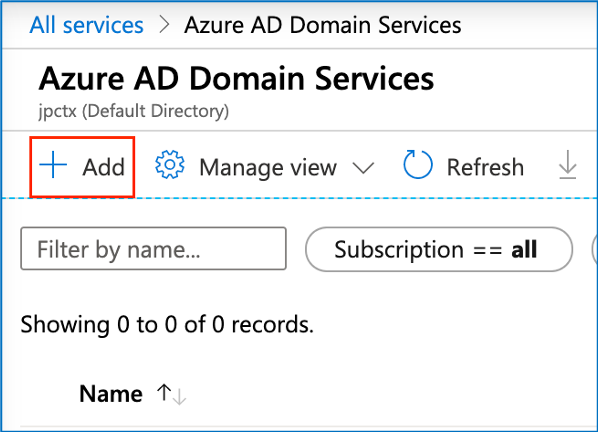 All services > Azure AD Domain Services
Azure AD Domain Services
jpctx (Default Directory)
+ Add Manage view Refresh
Filter by name... Subscription == all
Showing 0 to 0 of 0 records.
Name ↑↓